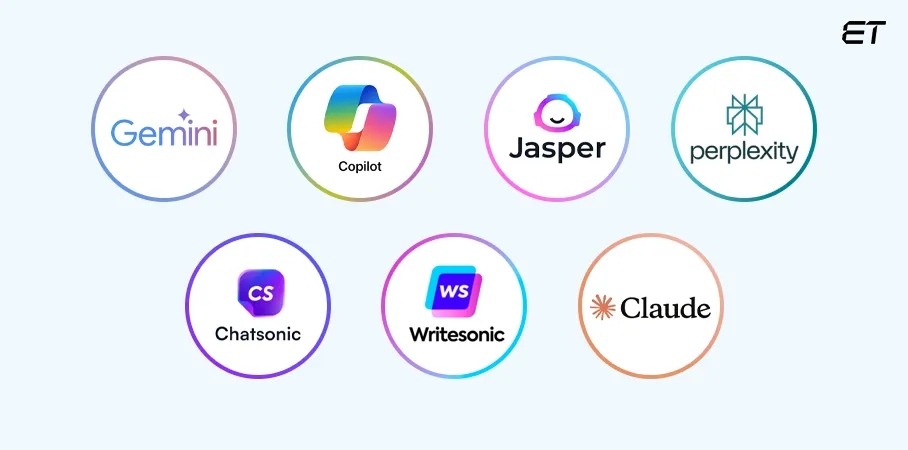 ET
Gemini
Copilot
Jasper
perplexity
CS
Chatsonic
WS
Writesonic
Claude